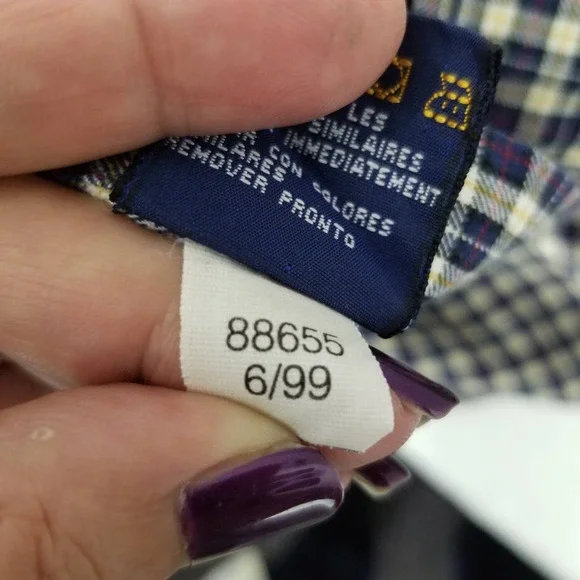 LES
SIMILAIRES
IMMEDIATEMENT
CON COLORES
REMOVER PRONTO
88655
6/99